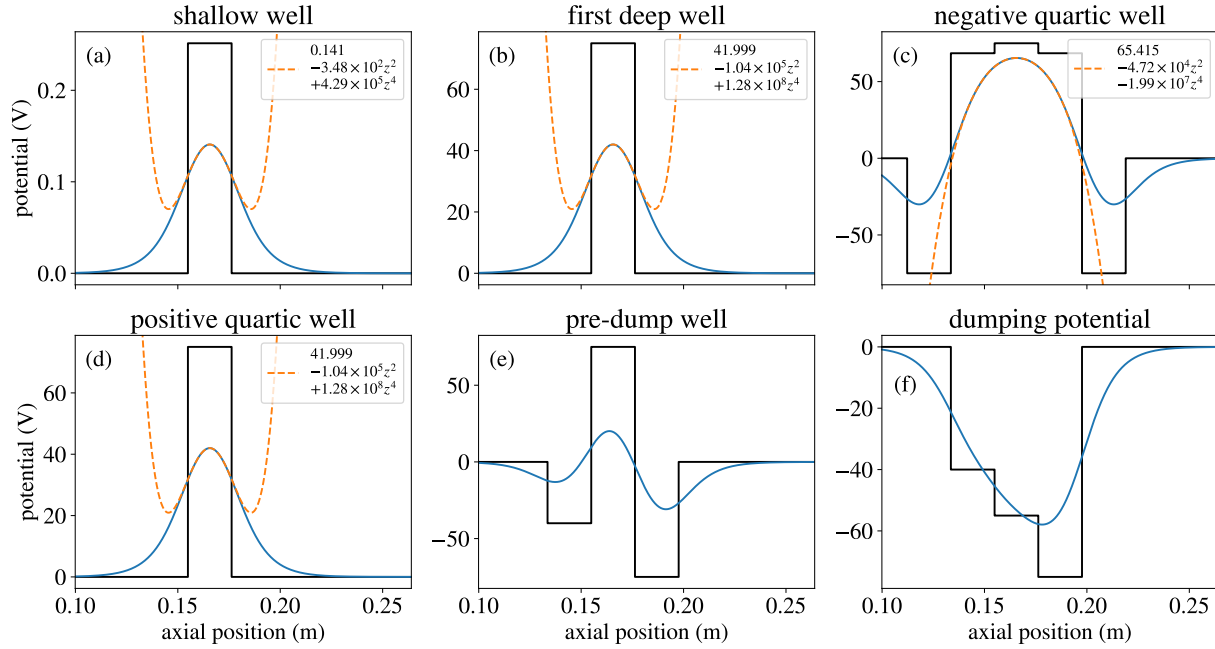 shallow well
(a)
0.141
−3.48 × 10²z²
+4.29 × 10⁵z⁴
potential (V)
0.2
0.1
0.0
first deep well
(b)
41.999
−1.04 × 10⁵z²
+1.28 × 10⁸z⁴
60
40
20
0
negative quartic well
(c)
65.415
−4.72 × 10⁴z²
−1.99 × 10⁷z⁴
50
0
−50
positive quartic well
(d)
41.999
−1.04 × 10⁵z²
+1.28 × 10⁸z⁴
potential (V)
60
40
20
0
0.10 0.15 0.20 0.25
axial position (m)
pre-dump well
(e)
50
0
−50
0.10 0.15 0.20 0.25
axial position (m)
dumping potential
(f)
0
−20
−40
−60
0.10 0.15 0.20 0.25
axial position (m)